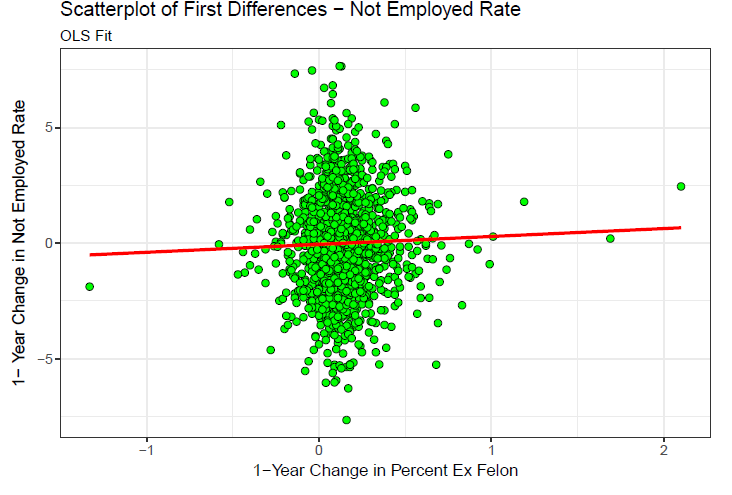 Scatterplot of First Differences − Not Employed Rate
OLS Fit
1− Year Change in Not Employed Rate
5
0
−5
−1
0
1
2
1−Year Change in Percent Ex Felon